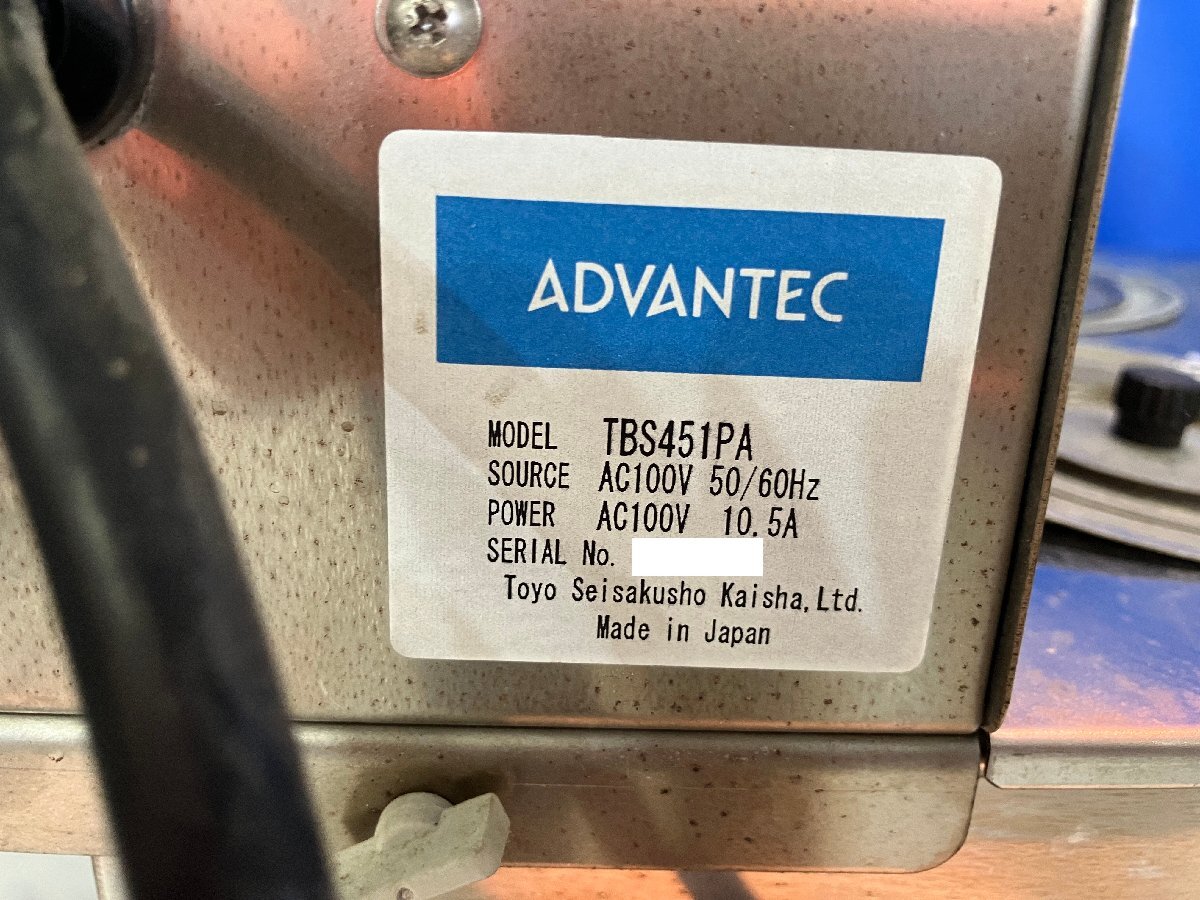 ADVANTEC
MODEL TBS451PA
SOURCE AC100V 50/60Hz
POWER AC100V 10.5A
SERIAL No.
Toyo Seisakusho Kaisha,Ltd.
Made in Japan